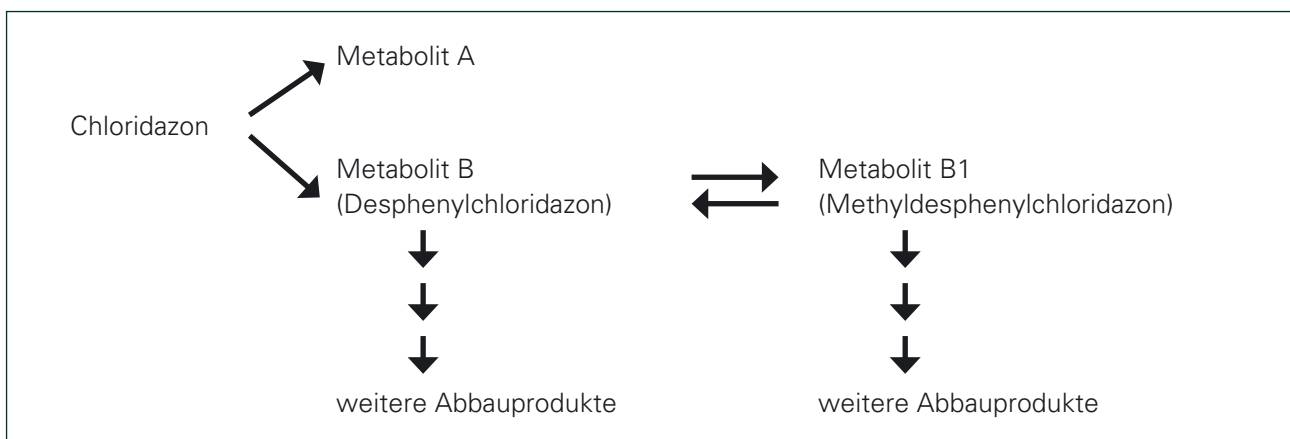 Metabolit A
Chloridazon
Metabolit B
(Desphenylchloridazon)
Metabolit B1
(Methyldesphenylchloridazon)
weitere Abbauprodukte
weitere Abbauprodukte